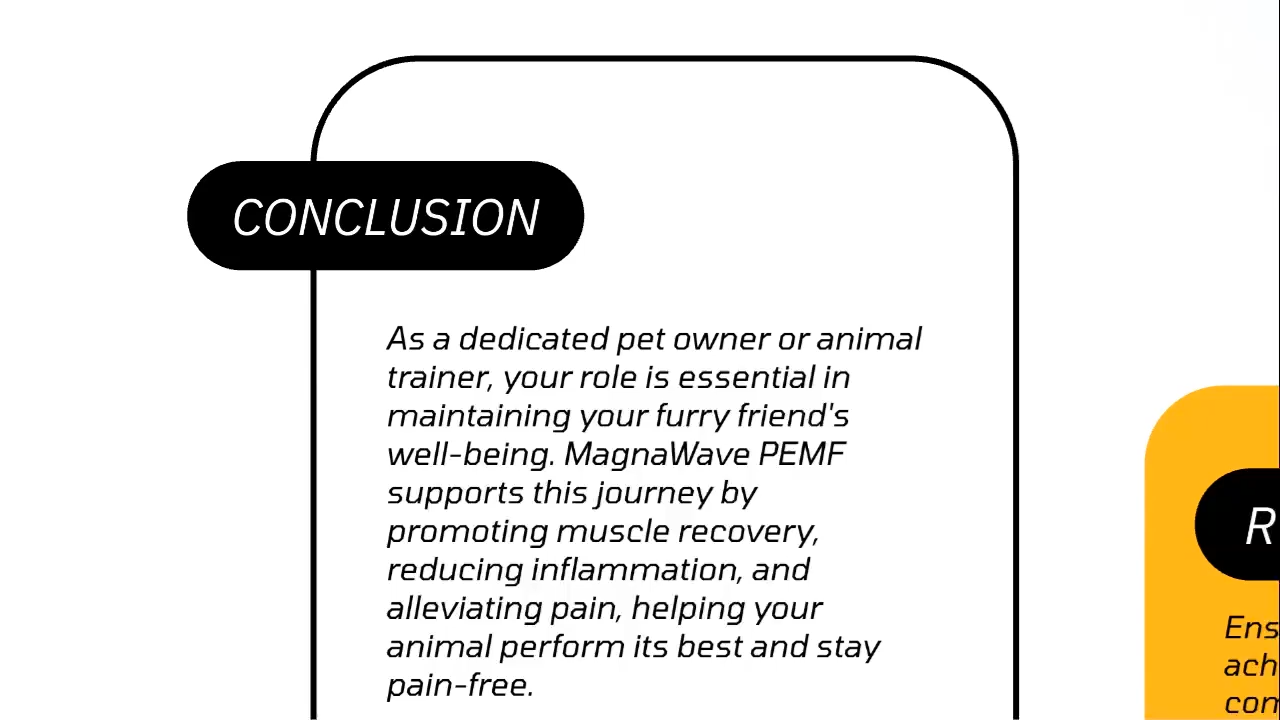 CONCLUSION
As a dedicated pet owner or animal
trainer, your role is essential in
maintaining your furry friend's
well-being. MagnaWave PEMF
supports this journey by
promoting muscle recovery,
reducing inflammation, and
alleviating pain, helping your
animal perform its best and stay
pain-free.